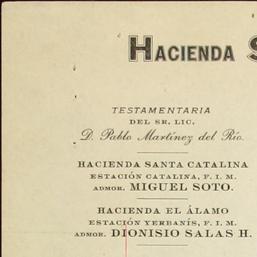 HACIENDA S
TESTAMENTARIA
DEL SR. LIC.
D. Pablo Martínez del Río.
HACIENDA SANTA CATALINA
ESTACIÓN CATALINA, F. I. M.
ADMOR. MIGUEL SOTO.
HACIENDA EL ÁLAMO
ESTACIÓN YERBANÍS, F. I. M.
ADMOR. DIONISIO SALAS H.